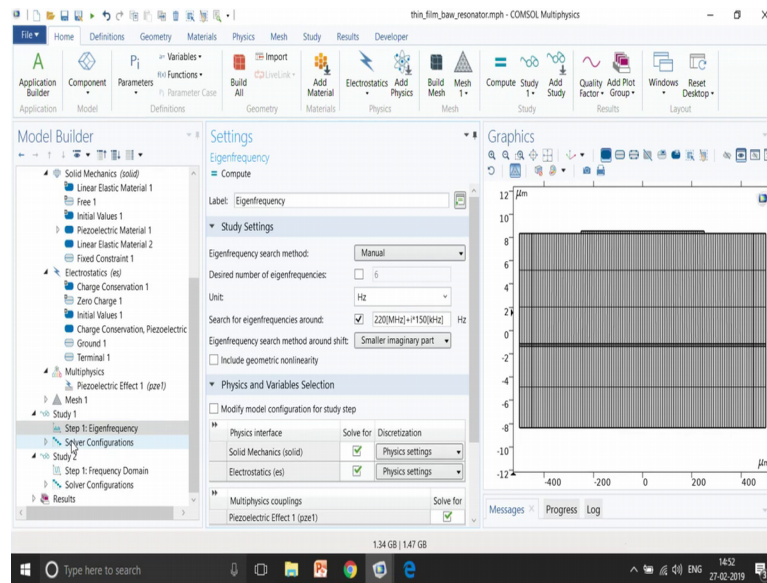 thin_film_baw_resonator.mph - COMSOL Multiphysics
File Home Definitions Geometry Materials Physics Mesh Study Results Developer
Application Builder
Component
Parameters
Variables
f(x) Functions
Pi Parameter Case
Build All
Import
LiveLink
Add Material
Electrostatics
Add Physics
Build Mesh
Mesh 1
Compute
Study 1
Add Study
Quality Factor
Add Plot Group
Windows
Reset Desktop
Application Model Definitions Geometry Materials Physics Mesh Study Results Layout
Model Builder
Solid Mechanics (solid)
Linear Elastic Material 1
Free 1
Initial Values 1
Piezoelectric Material 1
Linear Elastic Material 2
Fixed Constraint 1
Electrostatics (es)
Charge Conservation 1
Zero Charge 1
Initial Values 1
Charge Conservation, Piezoelectric
Ground 1
Terminal 1
Multiphysics
Piezoelectric Effect 1 (pze1)
Mesh 1
Study 1
Step 1: Eigenfrequency
Solver Configurations
Study 2
Step 1: Frequency Domain
Solver Configurations
Results
Settings
Eigenfrequency
= Compute
Label: Eigenfrequency
Study Settings
Eigenfrequency search method: Manual
Desired number of eigenfrequencies: 6
Unit: Hz
Search for eigenfrequencies around: 220[MHz]+i*150[kHz] Hz
Eigenfrequency search method around shift: Smaller imaginary part
Include geometric nonlinearity
Physics and Variables Selection
Modify model configuration for study step
Physics interface Solve for Discretization
Solid Mechanics (solid) Physics settings
Electrostatics (es) Physics settings
Multiphysics couplings Solve for
Piezoelectric Effect 1 (pze1)
Graphics
12 µm
10
8
6
4
2
0
-2
-4
-6
-8
-10
-12
-400 -200 0 200 400
Messages Progress Log
1.34 GB | 1.47 GB
Type here to search
ENG
14:52
27-02-2019